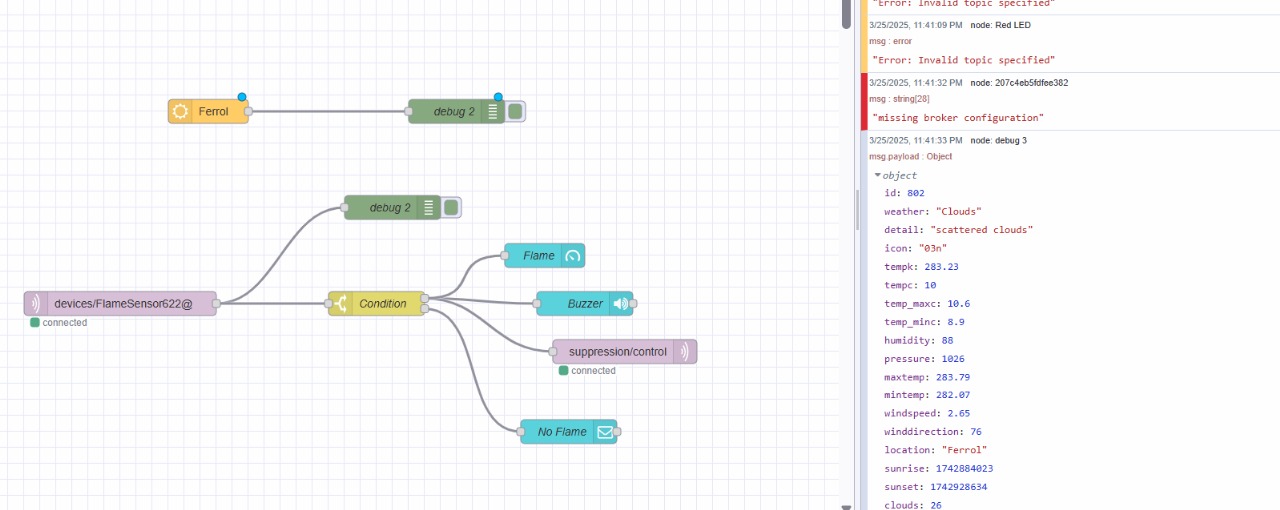 Ferrol
debug 2
debug 2
Flame
devices/FlameSensor622@
connected
Condition
Buzzer
suppression/control
connected
No Flame
"Error: Invalid topic specified"
3/25/2025, 11:41:09 PM node: Red LED
msg : error
"Error: Invalid topic specified"
3/25/2025, 11:41:32 PM node: 207c4eb5fdfee382
msg : string[28]
"missing broker configuration"
3/25/2025, 11:41:33 PM node: debug 3
msg.payload : Object
object
id: 802
weather: "Clouds"
detail: "scattered clouds"
icon: "03n"
tempk: 283.23
tempc: 10
temp_maxc: 10.6
temp_minc: 8.9
humidity: 88
pressure: 1026
maxtemp: 283.79
mintemp: 282.07
windspeed: 2.65
winddirection: 76
location: "Ferrol"
sunrise: 1742884023
sunset: 1742928634
clouds: 26